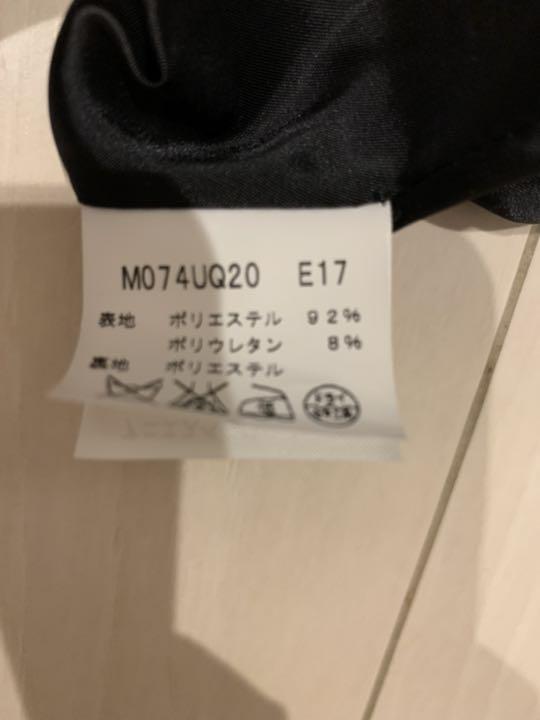 M074UQ20 E17
表地 ポリエステル 92%
ポリウレタン 8%
裏地 ポリエステル